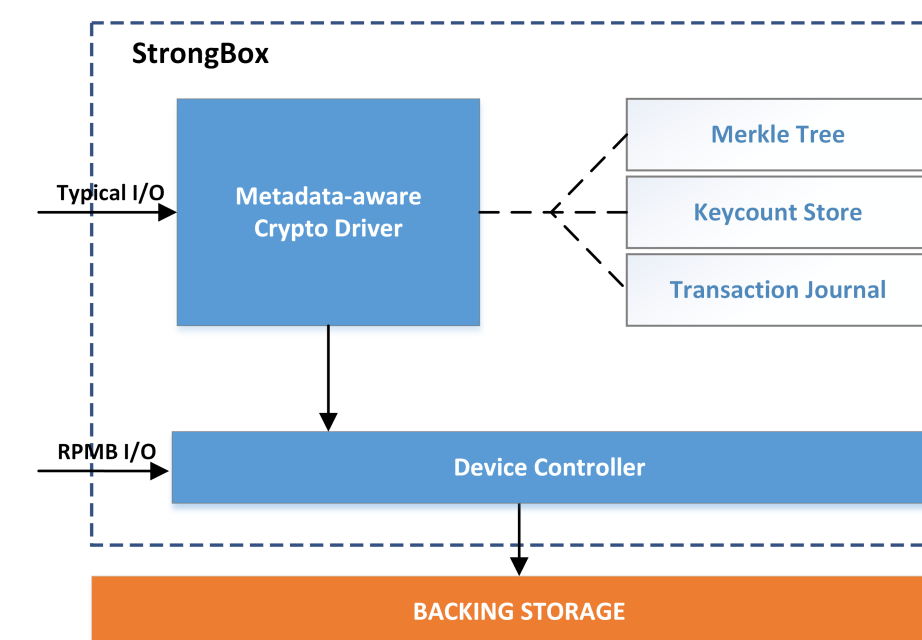 StrongBox
Merkle Tree
Typical I/O
Metadata-aware
Crypto Driver
Keycount Store
Transaction Journal
RPMB I/O
Device Controller
BACKING STORAGE